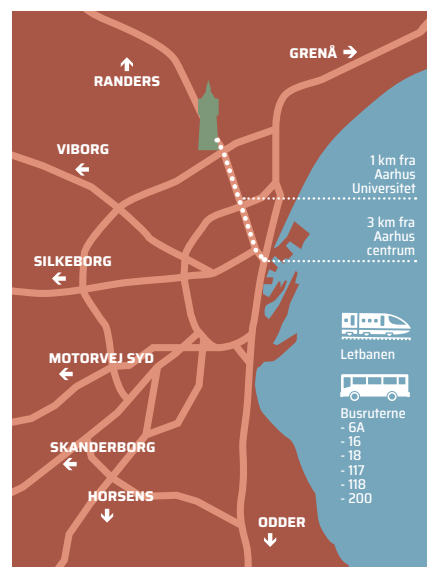 GRENÅ
RANDERS
VIBORG
1 km fra
Aarhus
Universitet
3 km fra
Aarhus
centrum
SILKEBORG
MOTORVEJ SYD
Letbanen
Busruterne
- 6A
- 16
- 18
- 117
- 118
- 200
SKANDERBORG
HORSENS
ODDER